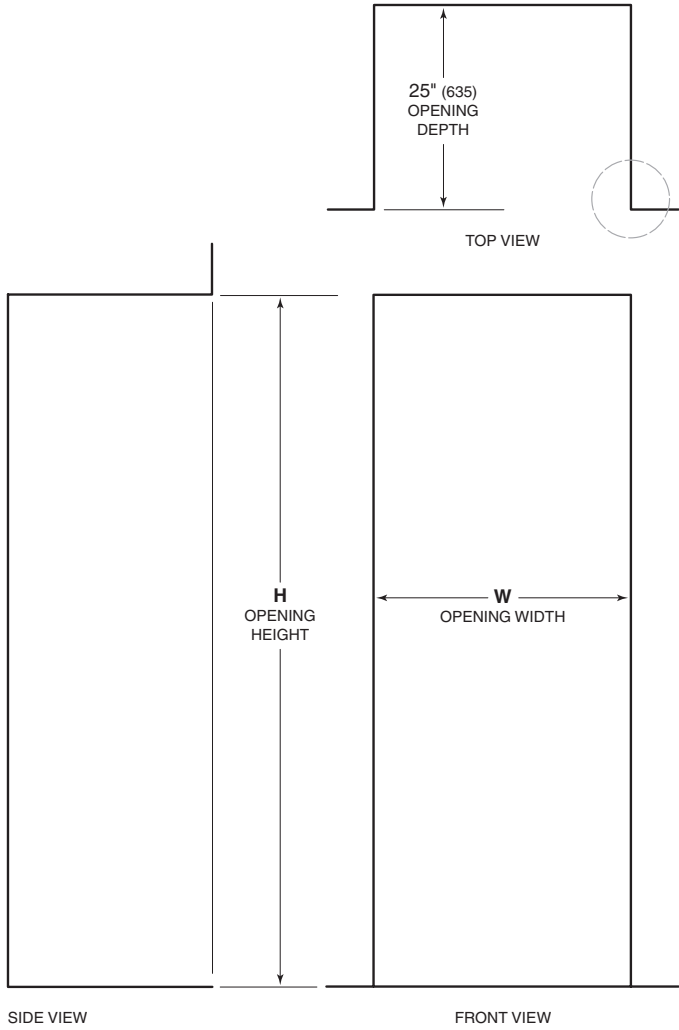 25" (635)
OPENING
DEPTH
TOP VIEW
H
OPENING
HEIGHT
W
OPENING WIDTH
SIDE VIEW
FRONT VIEW